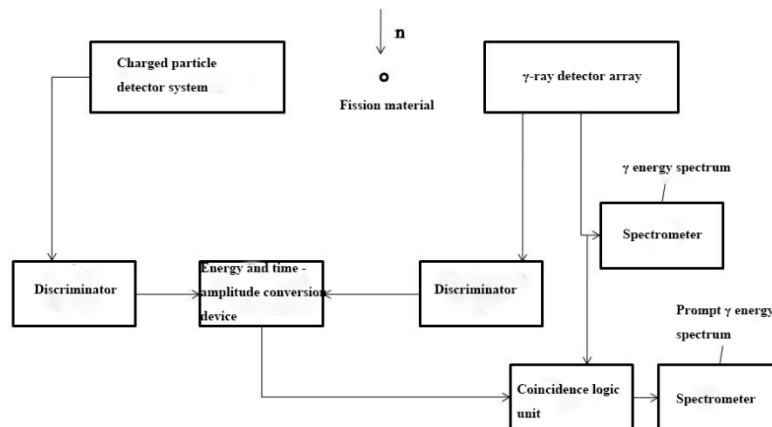 n
Charged particle
detector system
Fission material
γ-ray detector array
γ energy spectrum
Spectrometer
Discriminator
Energy and time -
amplitude conversion
device
Discriminator
Prompt γ energy
spectrum
Coincidence logic
unit
Spectrometer